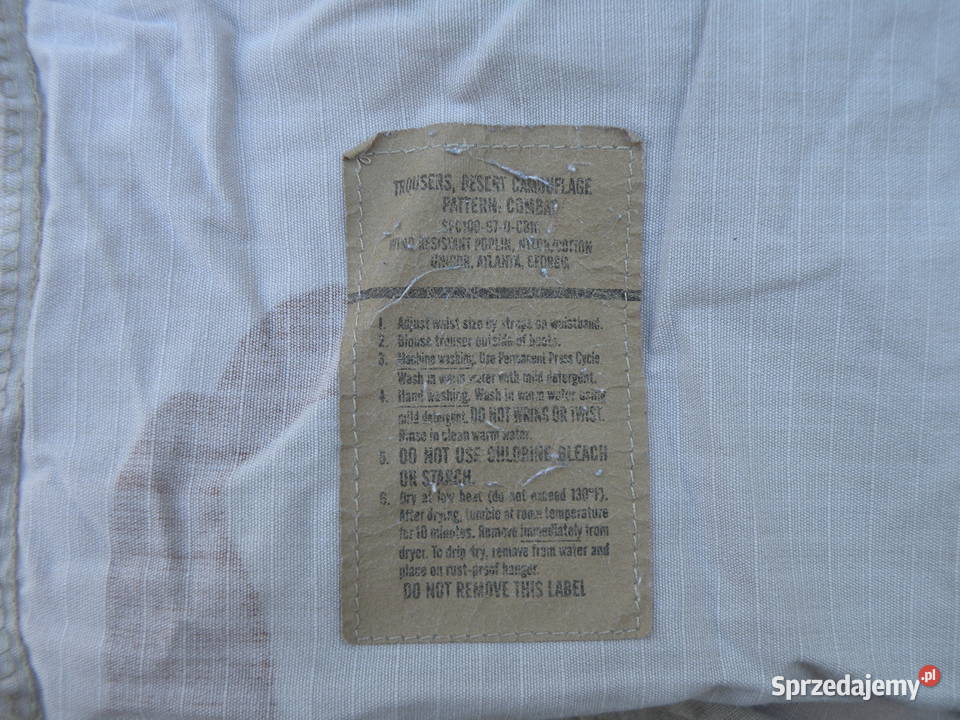 TROUSERS, DESERT CAMOUFLAGE
PATTERN: COMBAT
WIND RESISTANT POPLIN, NYLON/COTTON
UNICOR, ATLANTA, GEORGIA
1. Adjust waist size by straps on waistband.
2. Blouse trouser outside of boots.
3. Machine washing. Use Permanent Press Cycle.
Wash in warm water with mild detergent.
4. Hand washing. Wash in warm water using
mild detergent. DO NOT WRING OR TWIST.
Rinse in clean warm water.
5. DO NOT USE CHLORINE BLEACH
OR STARCH.
6. Dry at low heat (do not exceed 130°F).
After drying, tumble at room temperature
for 10 minutes. Remove immediately from
dryer. To drip dry, remove from water and
place on rust-proof hanger.
DO NOT REMOVE THIS LABEL
Sprzedajemy.pl